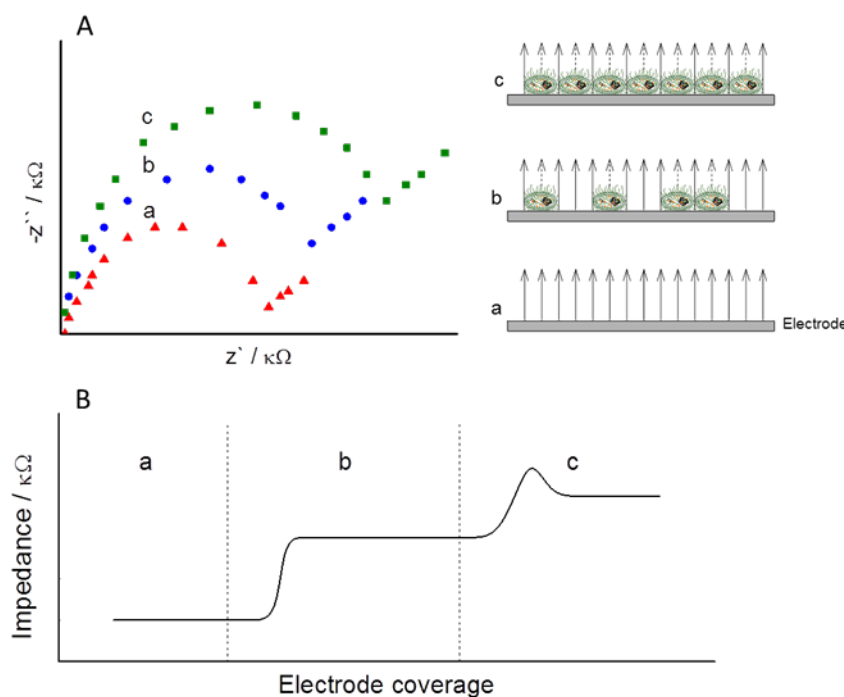 A
c
b
a
-z`` / κΩ
z` / κΩ
c
b
a
Electrode
B
a b c
Impedance / κΩ
Electrode coverage